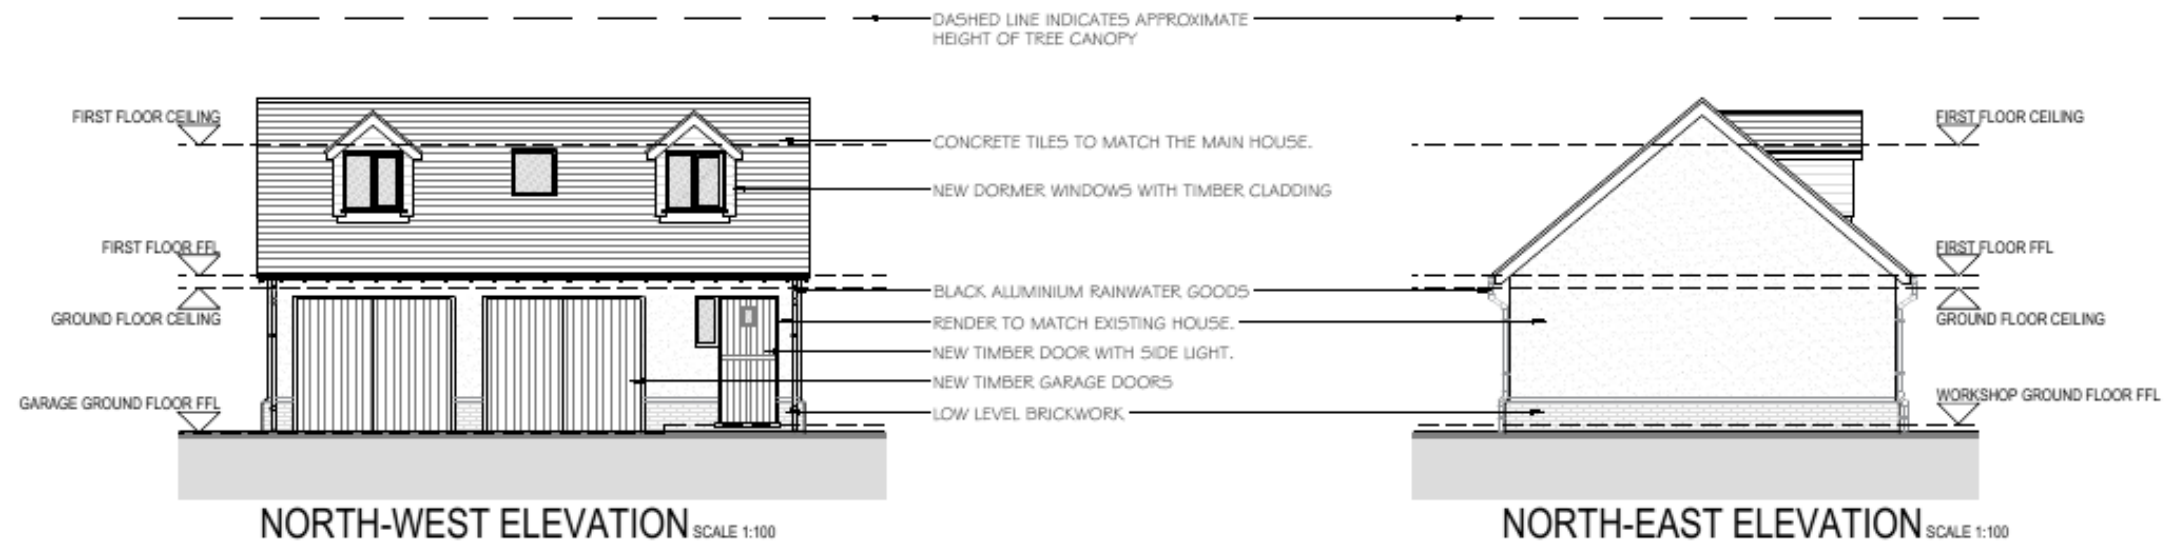 DASHED LINE INDICATES APPROXIMATE
HEIGHT OF TREE CANOPY
FIRST FLOOR CEILING
FIRST FLOOR CEILING
CONCRETE TILES TO MATCH THE MAIN HOUSE.
NEW DORMER WINDOWS WITH TIMBER CLADDING
FIRST FLOOR FFL
FIRST FLOOR FFL
BLACK ALUMINIUM RAINWATER GOODS
GROUND FLOOR CEILING
RENDER TO MATCH EXISTING HOUSE.
GROUND FLOOR CEILING
NEW TIMBER DOOR WITH SIDE LIGHT.
NEW TIMBER GARAGE DOORS
GARAGE GROUND FLOOR FFL
LOW LEVEL BRICKWORK
WORKSHOP GROUND FLOOR FFL
NORTH-WEST ELEVATION SCALE 1:100
NORTH-EAST ELEVATION SCALE 1:100